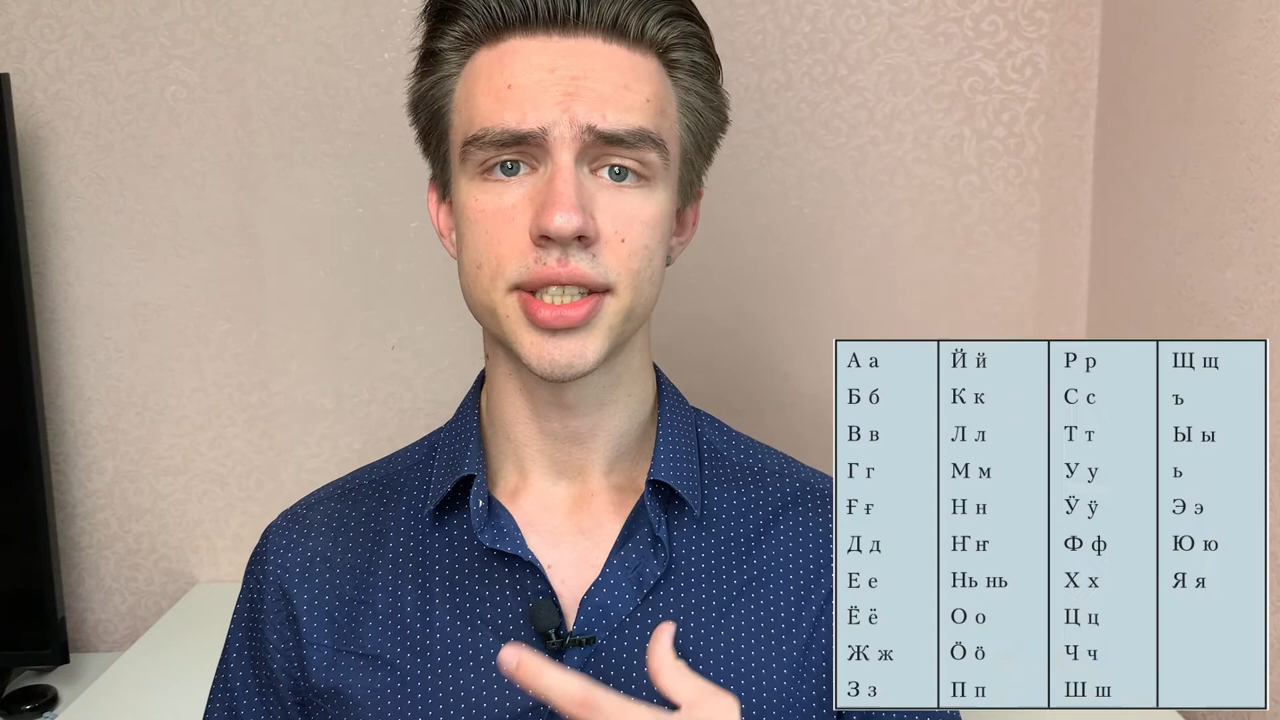 А а
Б б
В в
Г г
Ғ ғ
Д д
Е е
Ё ё
Ж ж
З з
Й й
К к
Л л
М м
Н н
Ҥ ҥ
Нь нь
О о
Ӧ ӧ
П п
Р р
С с
Т т
У у
Ӱ ӱ
Ф ф
Х х
Ц ц
Ч ч
Ш ш
Щ щ
ъ
Ы ы
ь
Э э
Ю ю
Я я